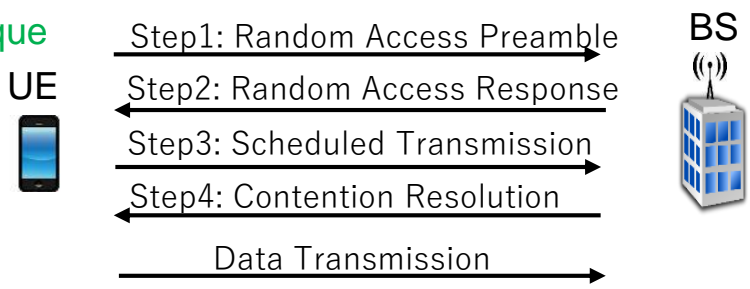 que
Step1: Random Access Preamble
BS
UE
Step2: Random Access Response
Step3: Scheduled Transmission
Step4: Contention Resolution
Data Transmission